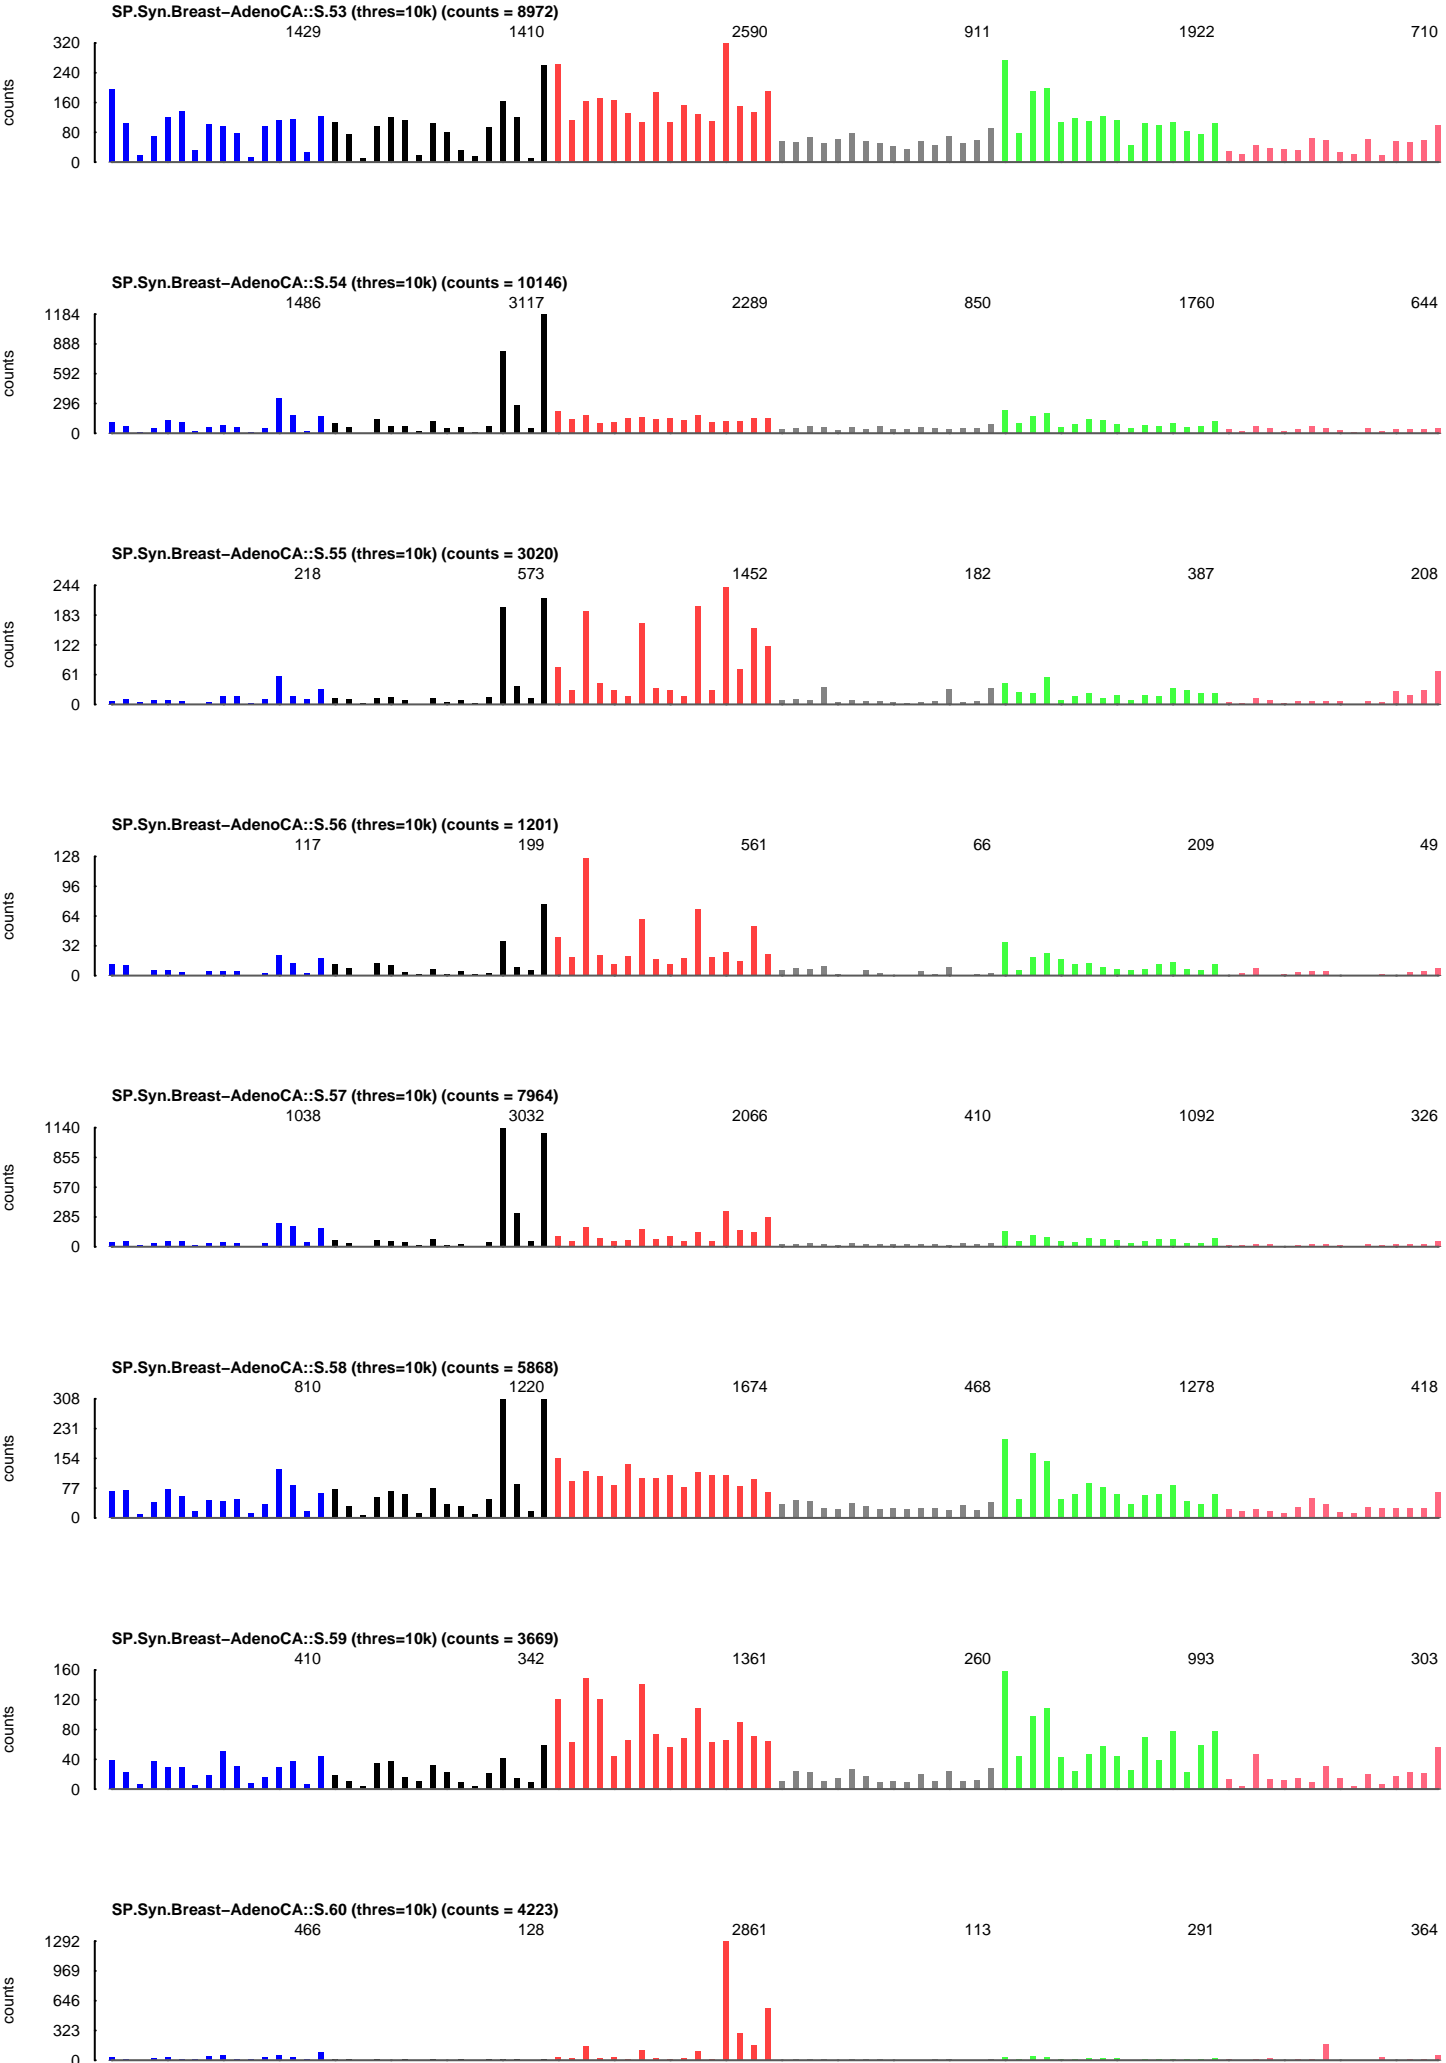 SP.Syn.Breast−AdenoCA::S.53 (thres=10k) (counts = 8972)
1429 1410 2590 911 1922 710
320
240
160
80
0
counts
SP.Syn.Breast−AdenoCA::S.54 (thres=10k) (counts = 10146)
1486 3117 2289 850 1760 644
1184
888
592
296
0
counts
SP.Syn.Breast−AdenoCA::S.55 (thres=10k) (counts = 3020)
218 573 1452 182 387 208
244
183
122
61
0
counts
SP.Syn.Breast−AdenoCA::S.56 (thres=10k) (counts = 1201)
117 199 561 66 209 49
128
96
64
32
0
counts
SP.Syn.Breast−AdenoCA::S.57 (thres=10k) (counts = 7964)
1038 3032 2066 410 1092 326
1140
855
570
285
0
counts
SP.Syn.Breast−AdenoCA::S.58 (thres=10k) (counts = 5868)
810 1220 1674 468 1278 418
308
231
154
77
0
counts
SP.Syn.Breast−AdenoCA::S.59 (thres=10k) (counts = 3669)
410 342 1361 260 993 303
160
120
80
40
0
counts
SP.Syn.Breast−AdenoCA::S.60 (thres=10k) (counts = 4223)
466 128 2861 113 291 364
1292
969
646
323
0
counts